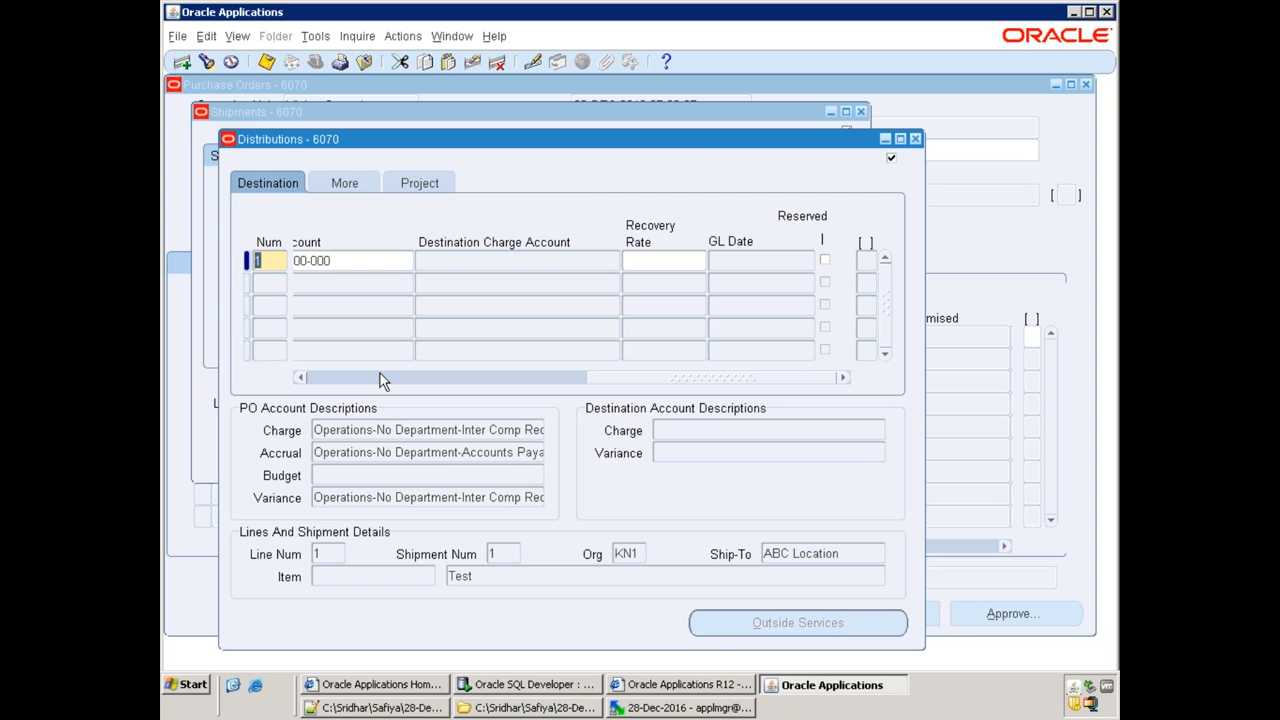 Oracle Applications
File Edit View Folder Tools Inquire Actions Window Help
ORACLE
Purchase Orders - 6070
Shipments - 6070
Distributions - 6070
Destination More Project
[ ]
Reserved
Recovery
Num count Destination Charge Account Rate GL Date [ ]
1 00-000
mised [ ]
PO Account Descriptions
Destination Account Descriptions
Charge Operations-No Department-Inter Comp Rec
Charge
Accrual Operations-No Department-Accounts Paya
Variance
Budget
Variance Operations-No Department-Inter Comp Rec
Lines And Shipment Details
Line Num 1 Shipment Num 1 Org KN1 Ship-To ABC Location
Item Test
Outside Services
Approve...
Start
Oracle Applications Hom...
Oracle SQL Developer : ...
Oracle Applications R12 -...
Oracle Applications
C:\Sridhar\Safiya\28-De...
C:\Sridhar\Safiya\28-De...
28-Dec-2016 - applmgr@...